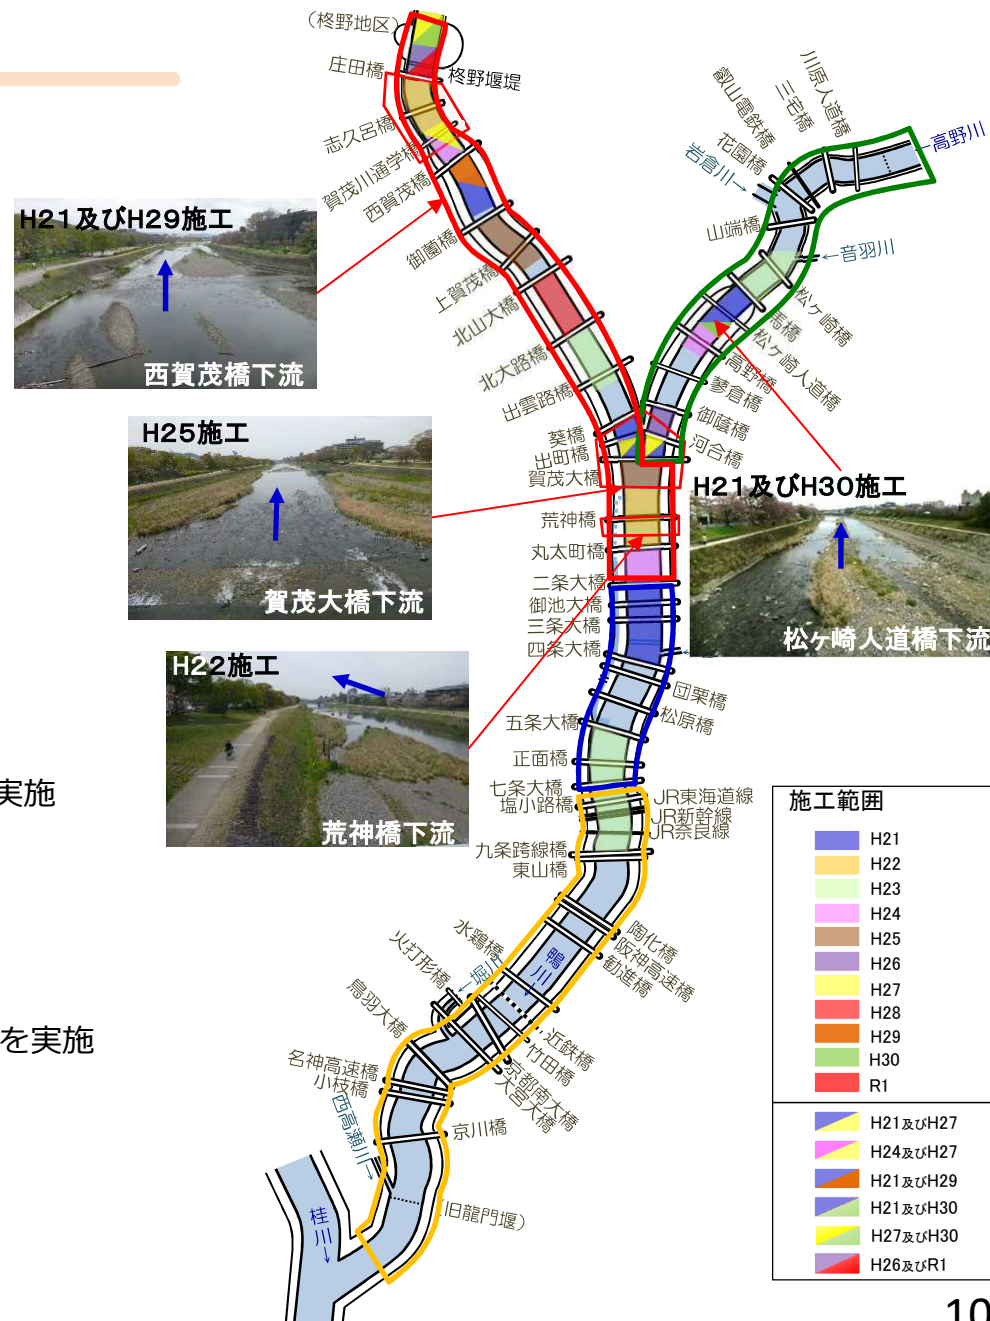 (柊野地区)
庄田橋
柊野堰堤
志久呂橋
賀茂川通学橋
西賀茂橋
御薗橋
上賀茂橋
北山大橋
北大路橋
出雲路橋
葵橋
出町橋
賀茂大橋
荒神橋
丸太町橋
二条大橋
御池大橋
三条大橋
四条大橋
団栗橋
松原橋
五条大橋
正面橋
七条大橋
塩小路橋
JR東海道線
JR新幹線
JR奈良線
九条跨線橋
東山橋
陶化橋
阪神高速橋
勧進橋
水鶏橋
鴨川→
火打形橋
鳥羽大橋
近鉄橋
竹田橋
京都南大橋
大宮大橋
名神高速橋
小枝橋
西高瀬川→
京川橋
(旧龍門堰)
桂川→
川原人道橋
三宅橋
叡山電鉄橋
花園橋
岩倉川→
高野川
山端橋
←音羽川
松ヶ崎橋
馬橋
松ヶ崎人道橋
高野橋
蓼倉橋
御蔭橋
河合橋
H21及びH29施工
西賀茂橋下流
H25施工
賀茂大橋下流
H22施工
荒神橋下流
H21及びH30施工
松ヶ崎人道橋下流
実施
を実施
施工範囲
H21
H22
H23
H24
H25
H26
H27
H28
H29
H30
R1
H21及びH27
H24及びH27
H21及びH29
H21及びH30
H27及びH30
H26及びR1
10